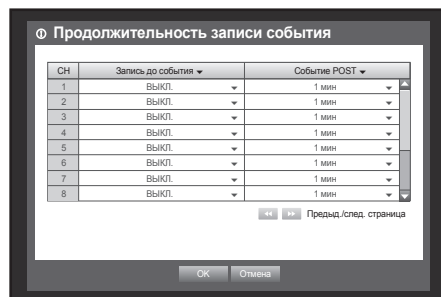 Продолжительность записи события
CH Запись до события Событие POST
1 ВЫКЛ. 1 мин
2 ВЫКЛ. 1 мин
3 ВЫКЛ. 1 мин
4 ВЫКЛ. 1 мин
5 ВЫКЛ. 1 мин
6 ВЫКЛ. 1 мин
7 ВЫКЛ. 1 мин
8 ВЫКЛ. 1 мин
Предыд./след. страница
OK Отмена